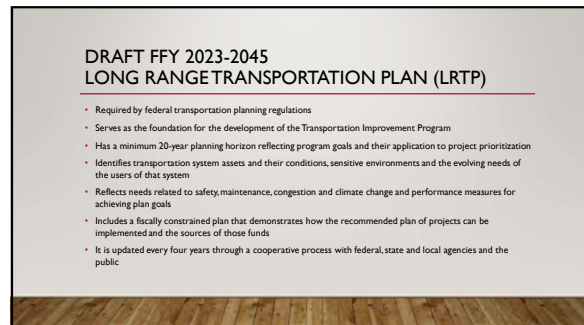 DRAFT FFY 2023-2045
LONG RANGE TRANSPORTATION PLAN (LRTP)
• Required by federal transportation planning regulations
• Serves as the foundation for the development of the Transportation Improvement Program
• Has a minimum 20-year planning horizon reflecting program goals and their application to project prioritization
• Identifies transportation system assets and their conditions, sensitive environments and the evolving needs of
the users of that system
• Reflects needs related to safety, maintenance, congestion and climate change and performance measures for
achieving plan goals
• Includes a fiscally constrained plan that demonstrates how the recommended plan of projects can be
implemented and the sources of those funds
• It is updated every four years through a cooperative process with federal, state and local agencies and the
public